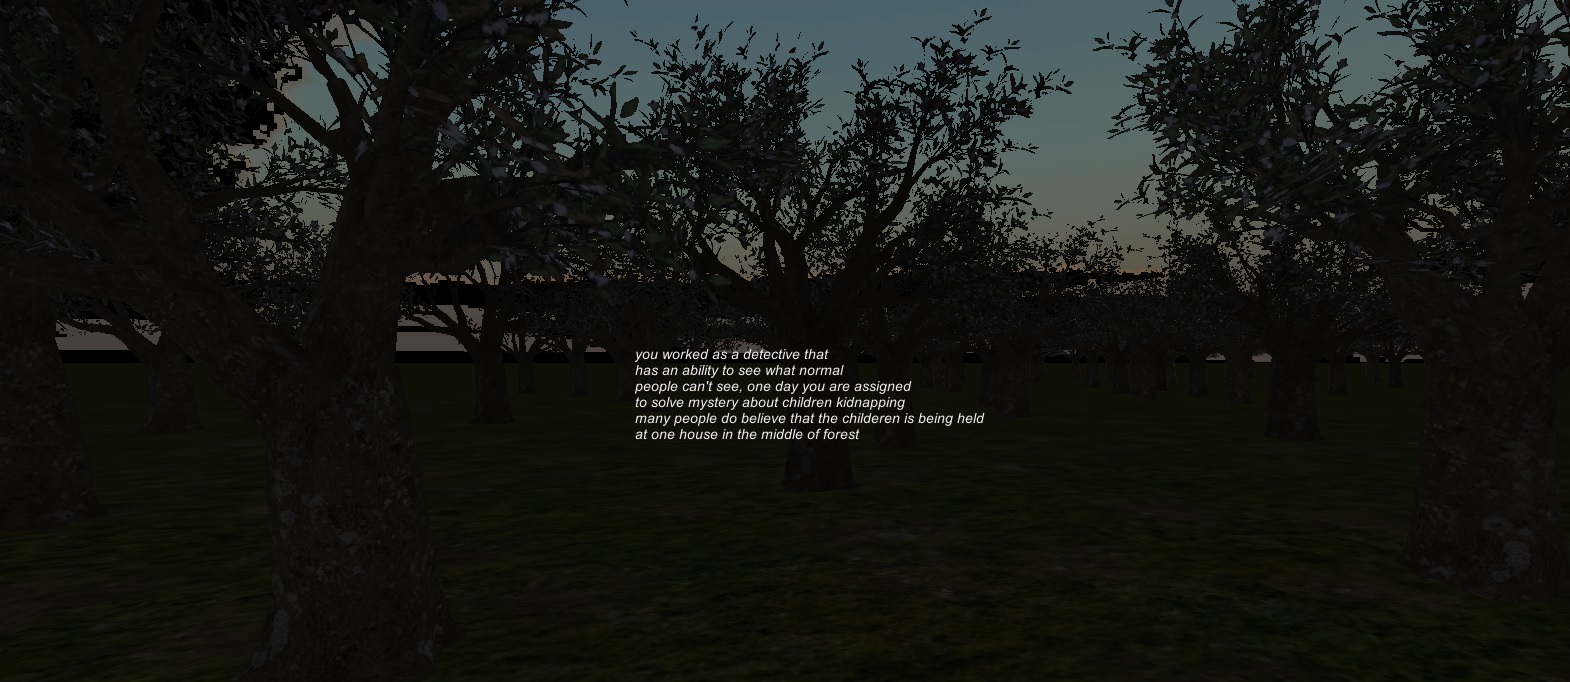 you worked as a detective that
has an ability to see what normal
people can't see, one day you are assigned
to solve mystery about children kidnapping
many people do believe that the childeren is being held
at one house in the middle of forest